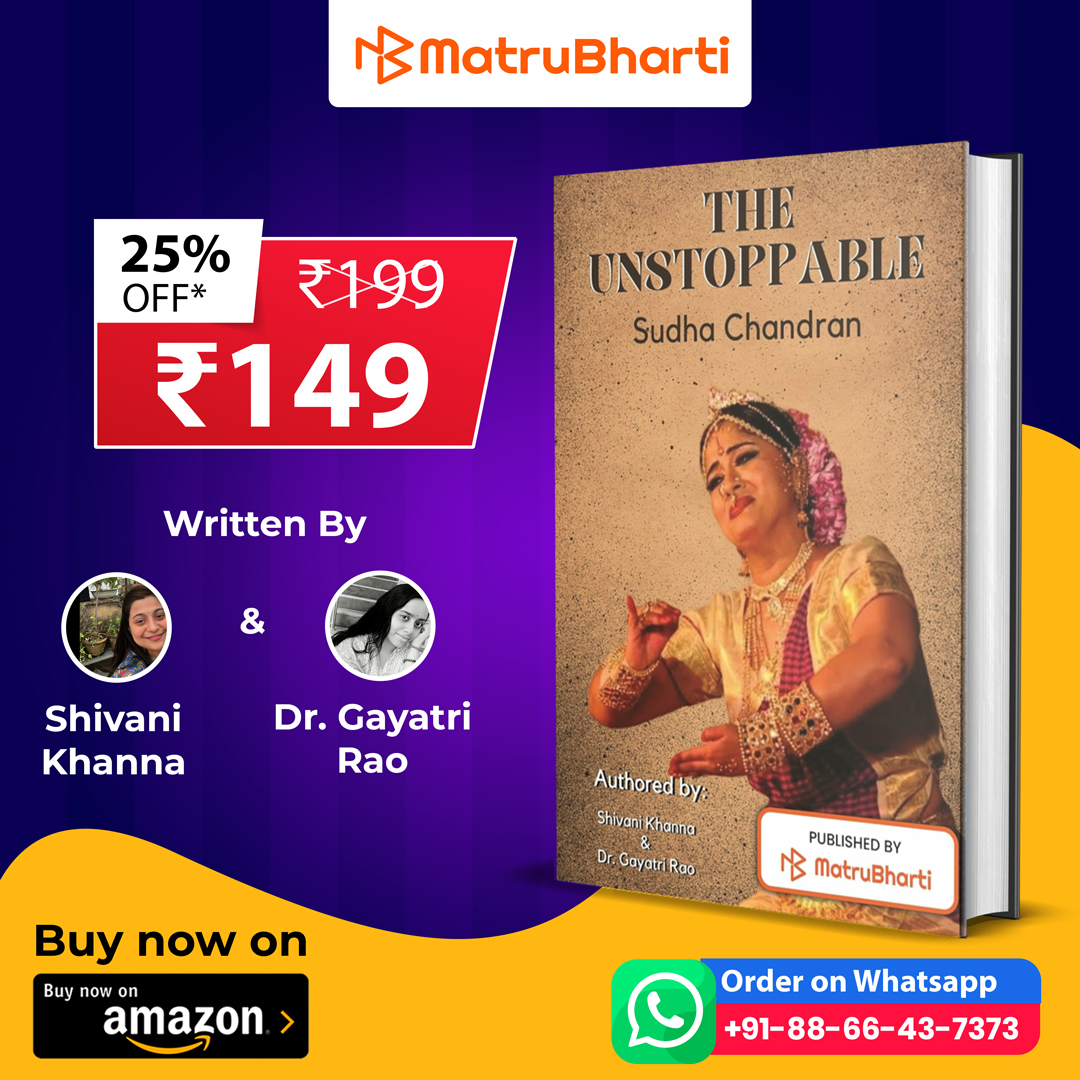 MatruBharti
25%
OFF*
₹199
₹149
Written By
&
Shivani
Khanna
Dr. Gayatri
Rao
THE
UNSTOPPABLE
Sudha Chandran
Authored by:
Shivani Khanna
&
Dr. Gayatri Rao
PUBLISHED BY
MatruBharti
Buy now on
Buy now on
amazon
Order on Whatsapp
+91-88-66-43-7373